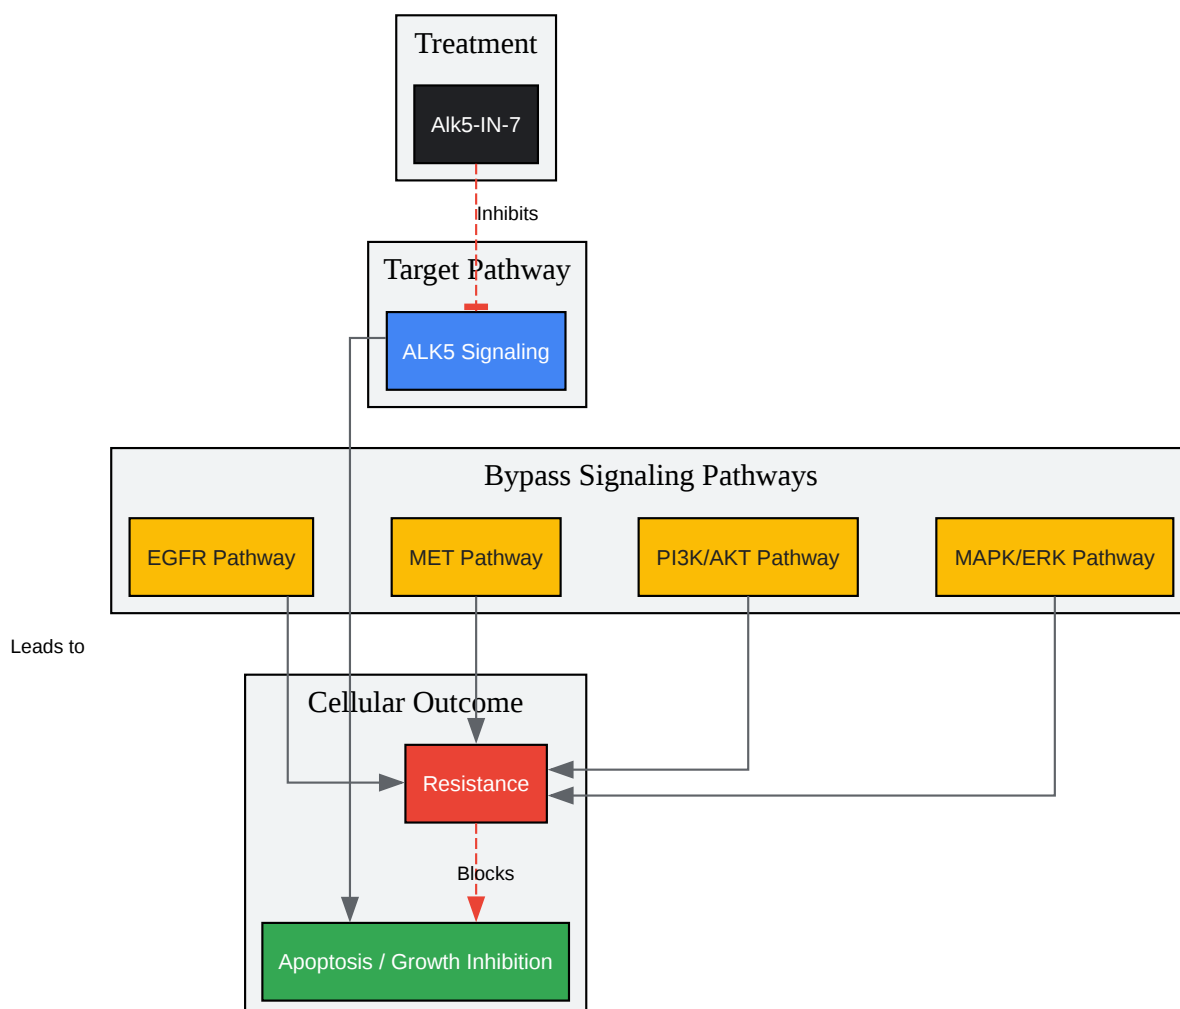 Treatment
Alk5-IN-7
Inhibits
Target Pathway
ALK5 Signaling
Bypass Signaling Pathways
EGFR Pathway
MET Pathway
PI3K/AKT Pathway
MAPK/ERK Pathway
Leads to
Cellular Outcome
Resistance
Blocks
Apoptosis / Growth Inhibition